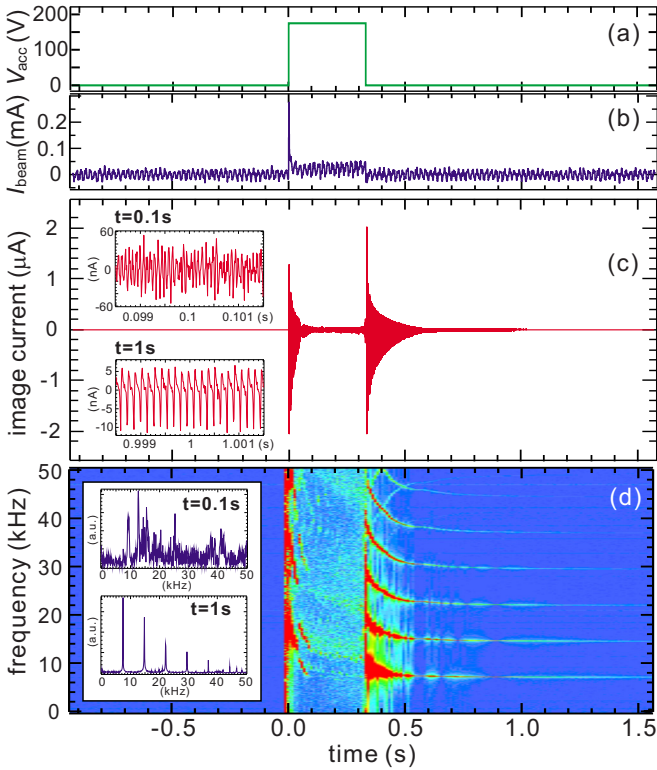 V_acc (V)
200
100
0
(a)
I_beam(mA)
0.2
0.1
0
(b)
image current (μA)
2
1
0
-1
-2
(c)
t=0.1s
60
0
-60
(nA)
0.099
0.1
0.101 (s)
t=1s
5
0
-5
-10
(nA)
0.999
1
1.001 (s)
frequency (kHz)
50
40
30
20
10
0
(d)
t=0.1s
(a.u.)
0 10 20 30 40 50
(kHz)
t=1s
(a.u.)
0 10 20 30 40 50
(kHz)
-0.5 0.0 0.5 1.0 1.5
time (s)